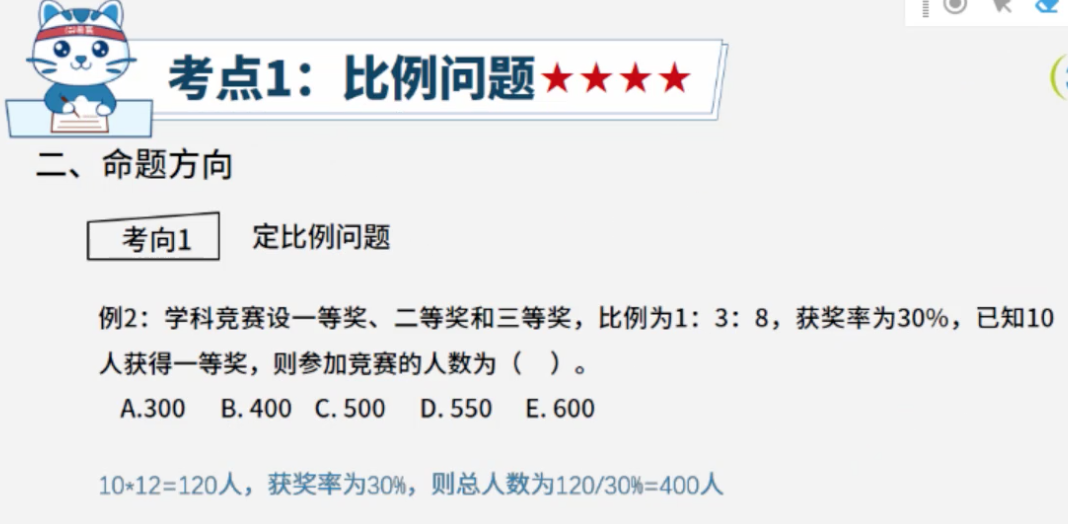 考点1：比例问题★★★★
二、命题方向
考向1 定比例问题
例2：学科竞赛设一等奖、二等奖和三等奖，比例为1：3：8，获奖率为30%，已知10
人获得一等奖，则参加竞赛的人数为（ ）。
A.300 B. 400 C. 500 D. 550 E. 600
10*12=120人，获奖率为30%，则总人数为120/30%=400人